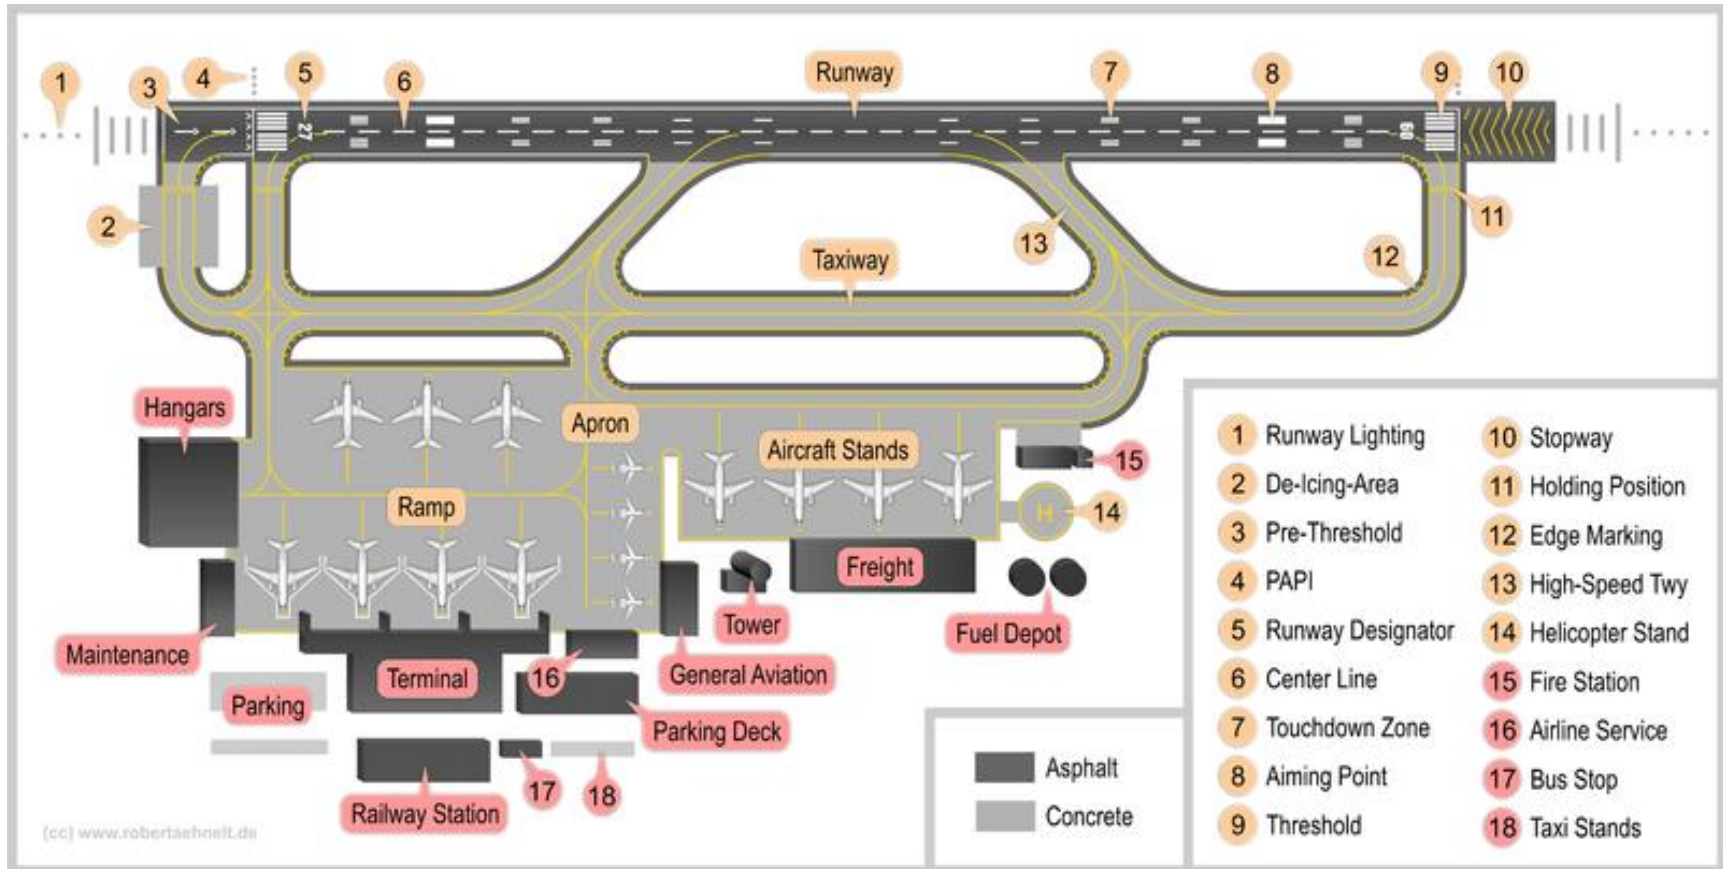 1
3
4
5
6
Runway
7
8
9
10
27
09
2
11
13
12
Taxiway
Hangars
Apron
Aircraft Stands
15
Ramp
H
14
Freight
Maintenance
Terminal
16
General Aviation
Tower
Fuel Depot
Parking
Parking Deck
Railway Station
17
18
(cc) www.robertaehnelt.de
Asphalt
Concrete
1 Runway Lighting
2 De-Icing-Area
3 Pre-Threshold
4 PAPI
5 Runway Designator
6 Center Line
7 Touchdown Zone
8 Aiming Point
9 Threshold
10 Stopway
11 Holding Position
12 Edge Marking
13 High-Speed Twy
14 Helicopter Stand
15 Fire Station
16 Airline Service
17 Bus Stop
18 Taxi Stands